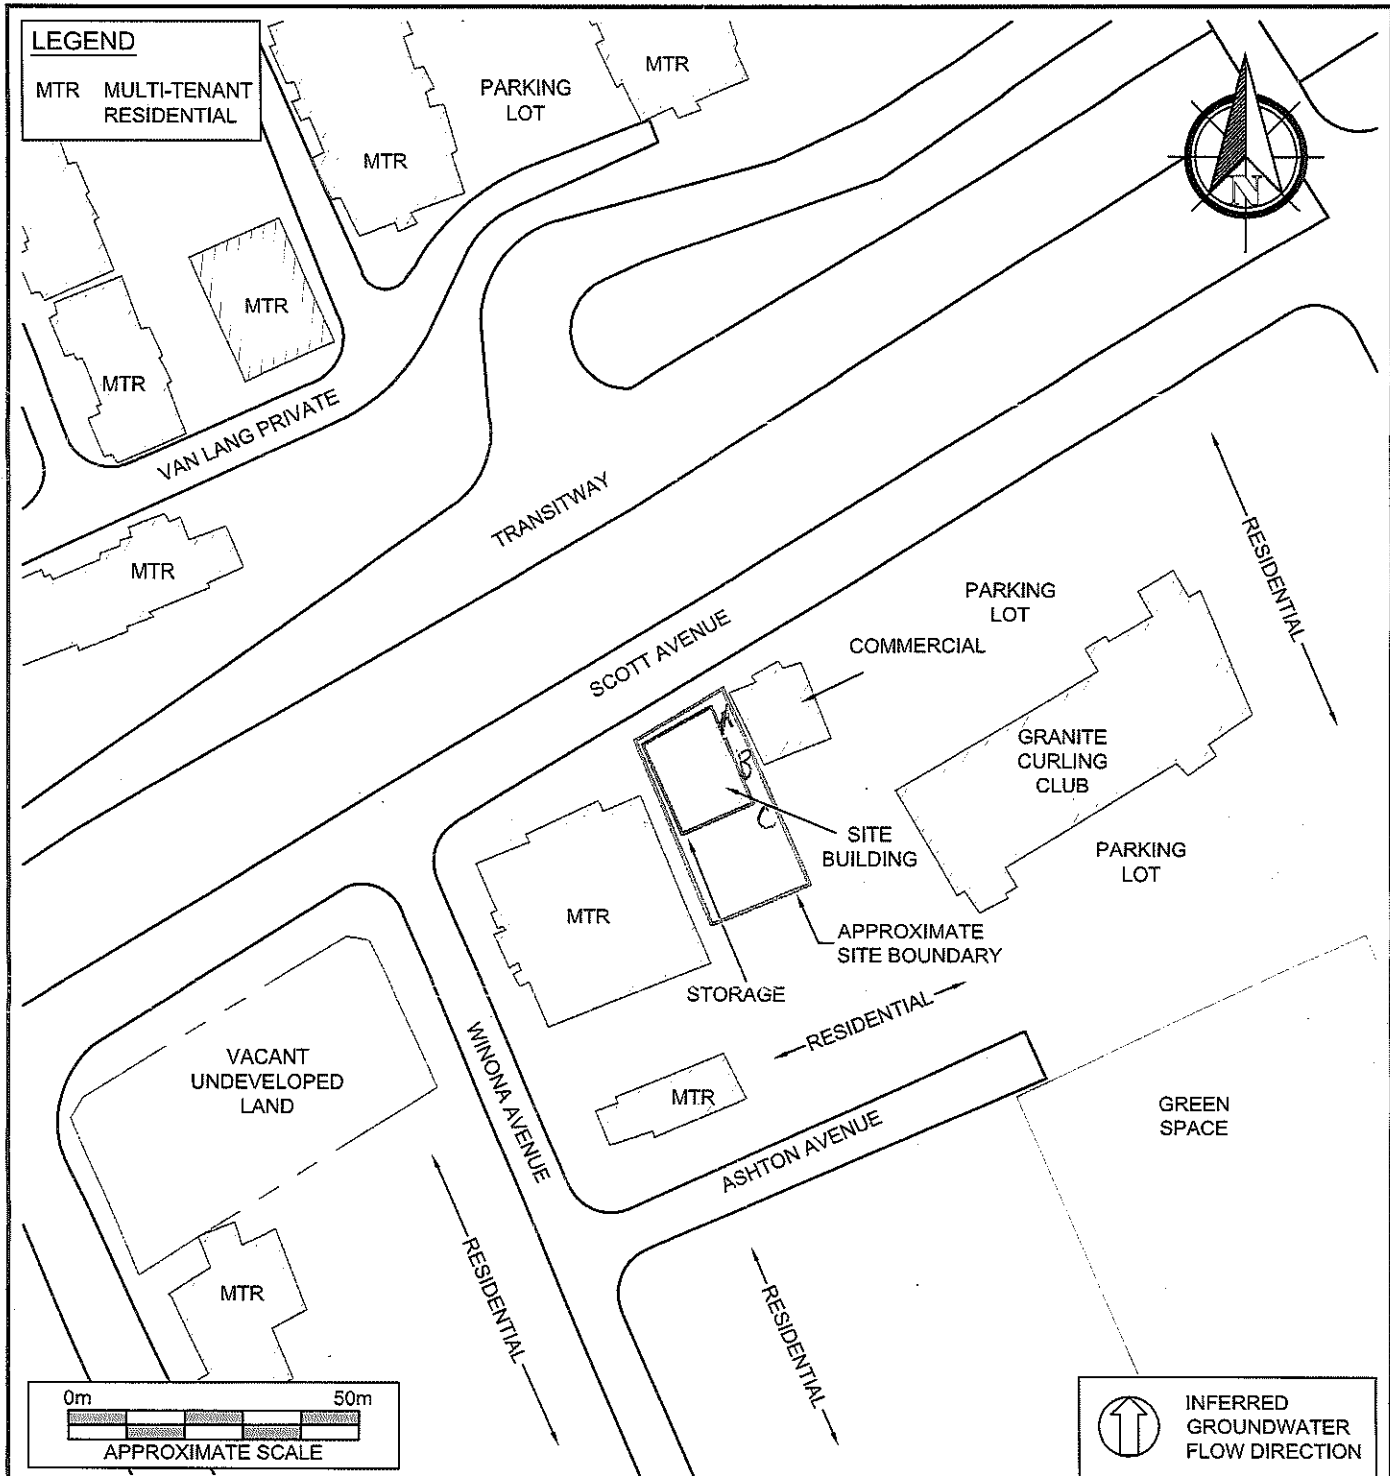 LEGEND
MTR MULTI-TENANT
RESIDENTIAL
MTR
PARKING
LOT
MTR
N
MTR
MTR
VAN LANG PRIVATE
MTR
TRANSITWAY
SCOTT AVENUE
PARKING
LOT
COMMERCIAL
RESIDENTIAL
A
B
C
GRANITE
CURLING
CLUB
SITE
BUILDING
PARKING
LOT
MTR
APPROXIMATE
SITE BOUNDARY
STORAGE
RESIDENTIAL
VACANT
UNDEVELOPED
LAND
WINONA AVENUE
MTR
ASHTON AVENUE
GREEN
SPACE
MTR
RESIDENTIAL
RESIDENTIAL
0m 50m
APPROXIMATE SCALE
INFERRED
GROUNDWATER
FLOW DIRECTION